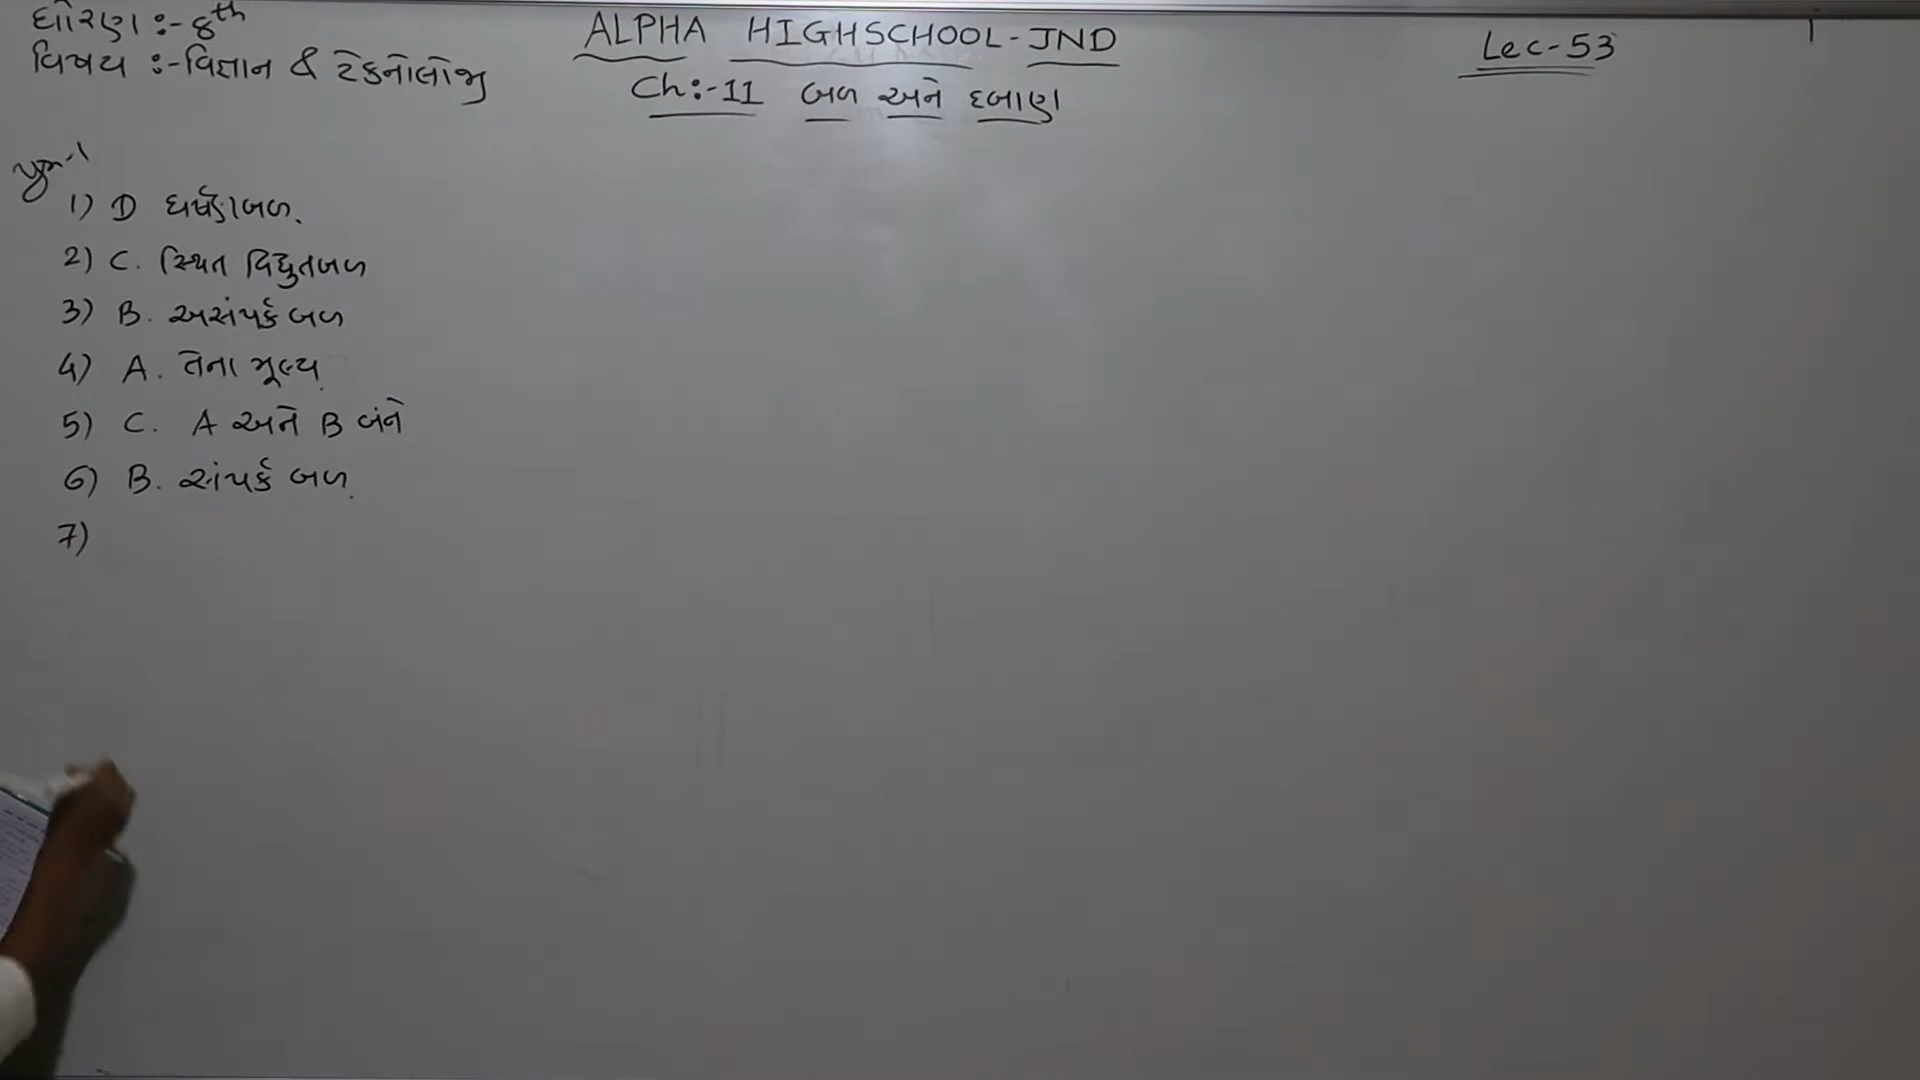 ધોરણ :- 8th
વિષય :- વિજ્ઞાન & ટેકનોલોજી
ALPHA HIGHSCHOOL - JND
Ch:-11 બળ અને દબાણ
Lec-53
1) D ઘર્ષણબળ.
2) C. સ્થિત વિદ્યુતબળ
3) B. અસંપર્ક બળ
4) A. તેના મૂલ્ય
5) C. A અને B બંને
6) B. સંપર્ક બળ
7)